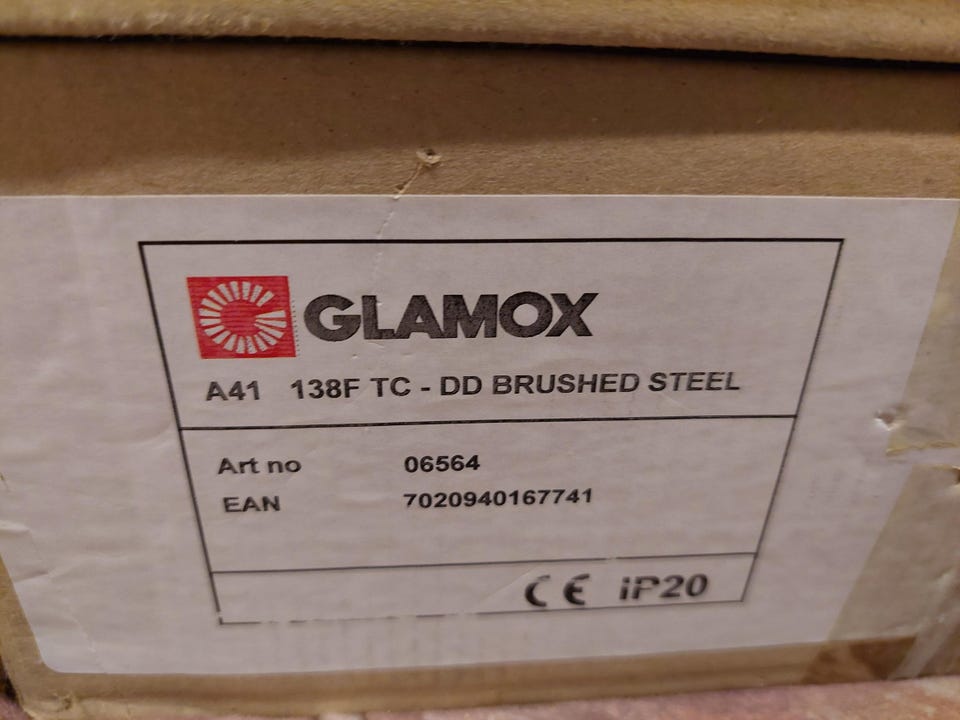 GLAMOX
A41 138F TC - DD BRUSHED STEEL
Art no 06564
EAN 7020940167741
CE iP20